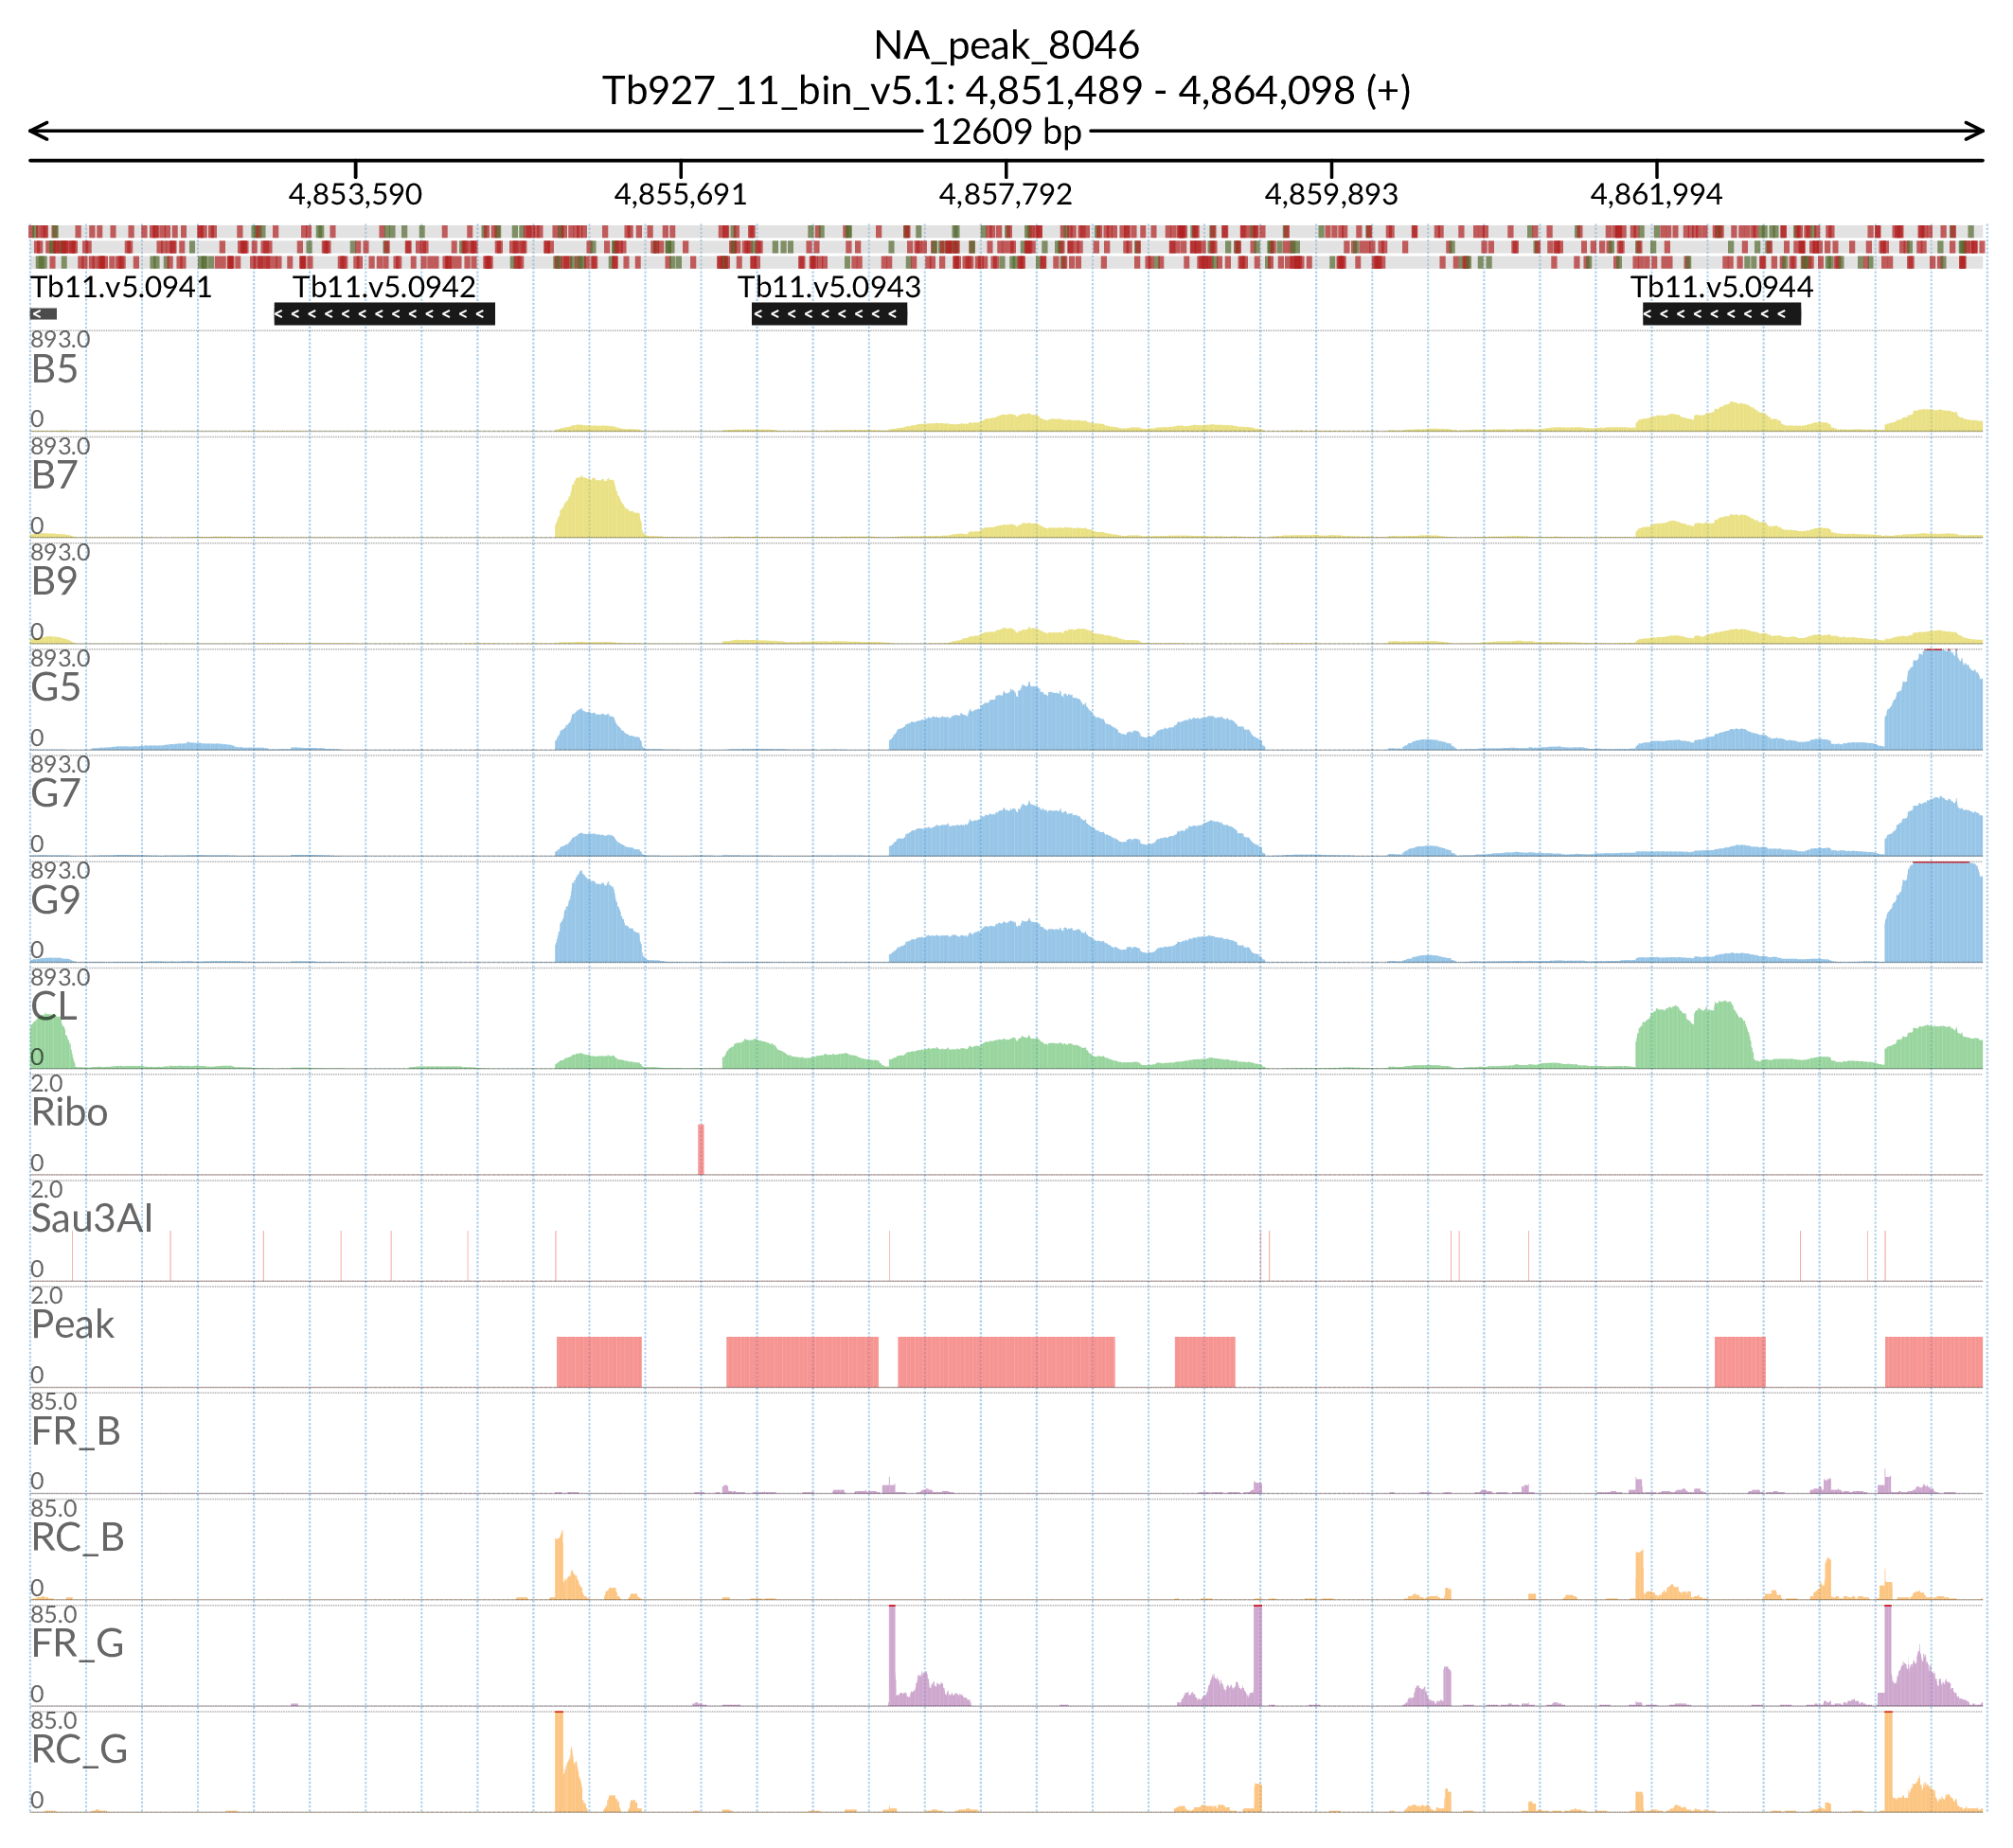 NA_peak_8046
Tb927_11_bin_v5.1: 4,851,489 - 4,864,098 (+)
12609 bp
4,853,590 4,855,691 4,857,792 4,859,893 4,861,994
Tb11.v5.0941 Tb11.v5.0942 Tb11.v5.0943 Tb11.v5.0944
893.0
B5
0
893.0
B7
0
893.0
B9
0
893.0
G5
0
893.0
G7
0
893.0
G9
0
893.0
CL
0
2.0
Ribo
0
2.0
Sau3AI
0
2.0
Peak
0
85.0
FR_B
0
85.0
RC_B
0
85.0
FR_G
0
85.0
RC_G
0